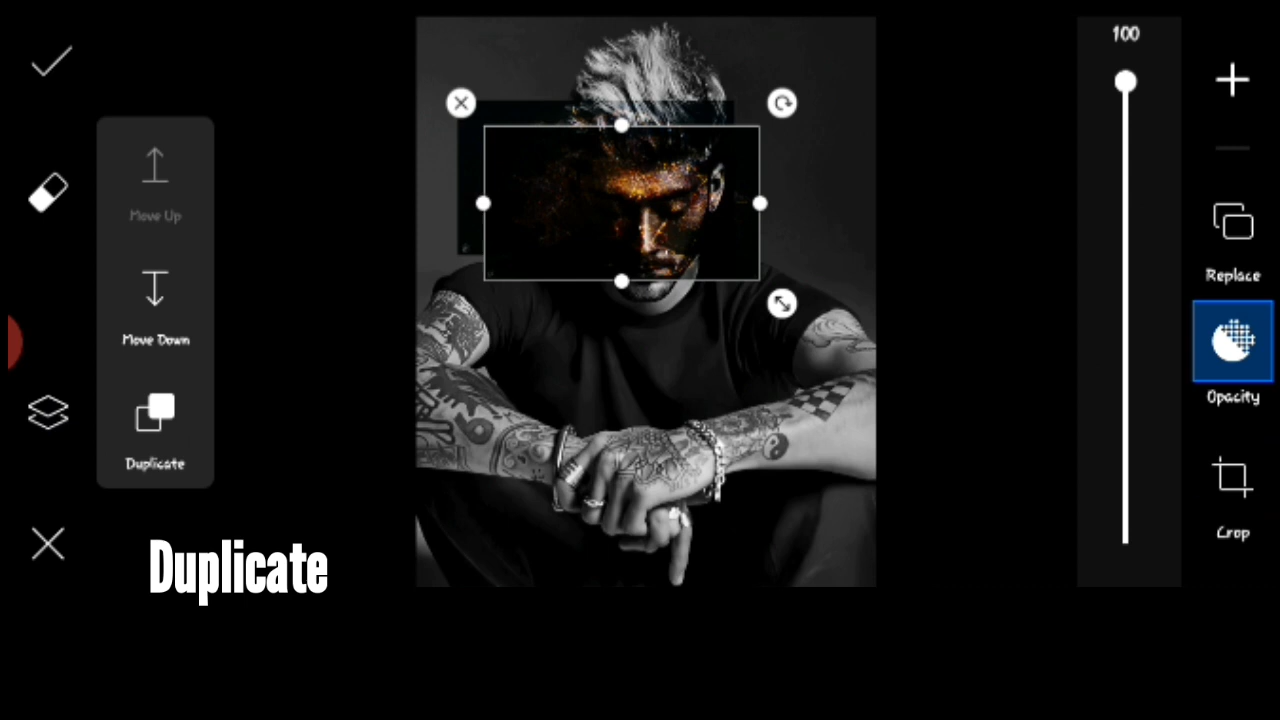 100
Move Up
Replace
Move Down
Opacity
Duplicate
Crop
Duplicate